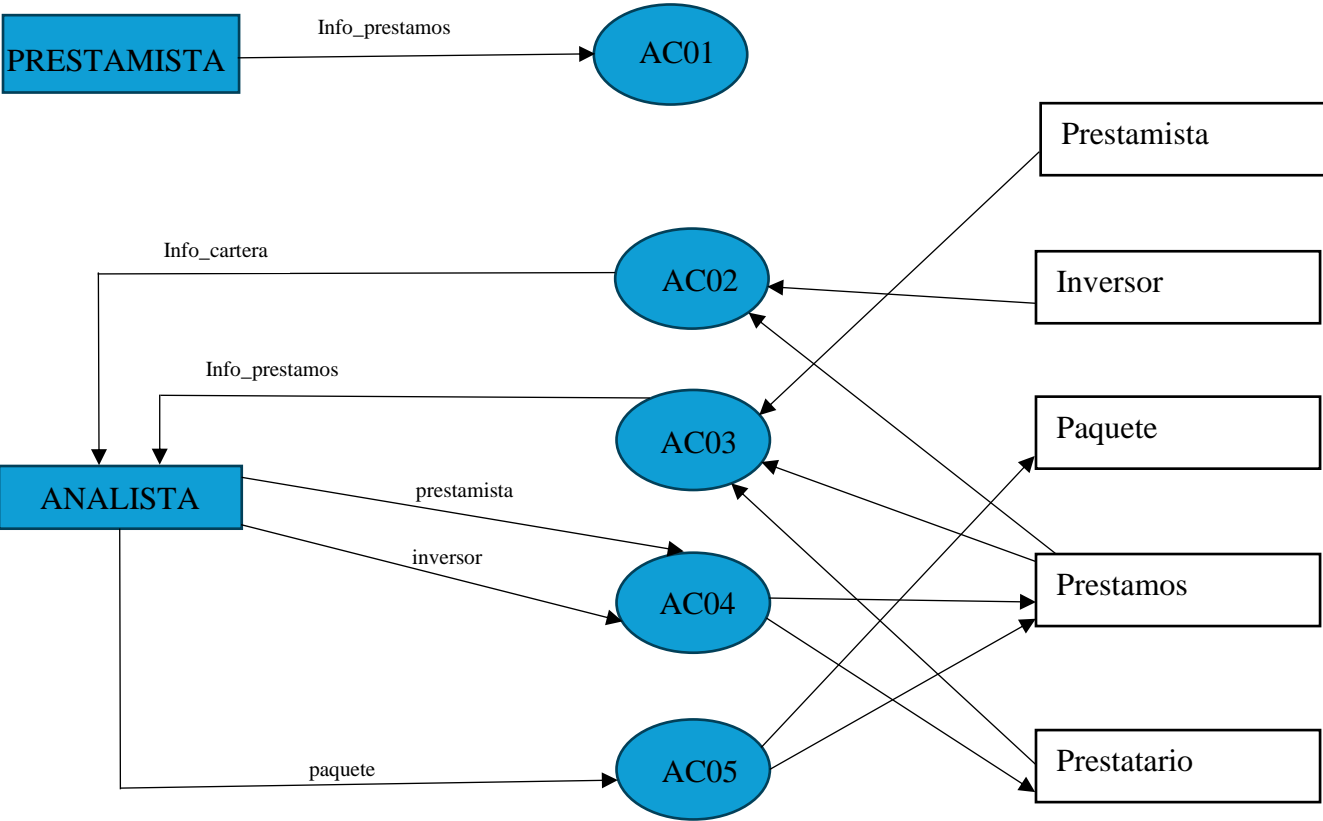 Info_prestamos
PRESTAMISTA
AC01
Prestamista
Info_cartera
AC02
Inversor
Info_prestamos
AC03
Paquete
ANALISTA
prestamista
inversor
AC04
Prestamos
paquete
AC05
Prestatario